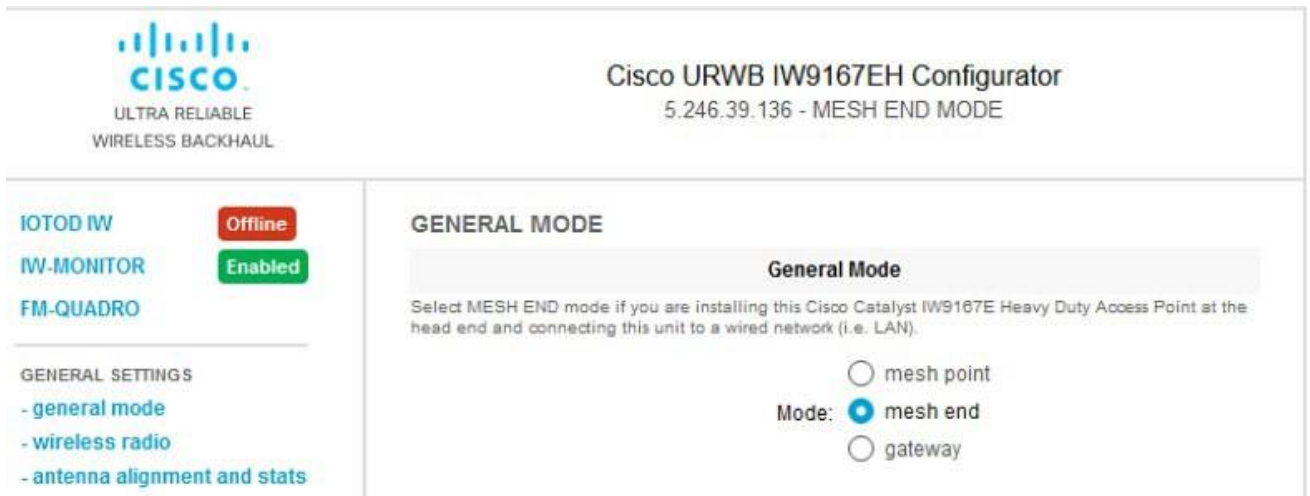 CISCO
ULTRA RELIABLE
WIRELESS BACKHAUL
Cisco URWB IW9167EH Configurator
5.246.39.136 - MESH END MODE
IOTOD IW Offline
IW-MONITOR Enabled
FM-QUADRO
GENERAL SETTINGS
- general mode
- wireless radio
- antenna alignment and stats
GENERAL MODE
General Mode
Select MESH END mode if you are installing this Cisco Catalyst IW9167E Heavy Duty Access Point at the
head end and connecting this unit to a wired network (i.e. LAN).
mesh point
Mode: mesh end
gateway